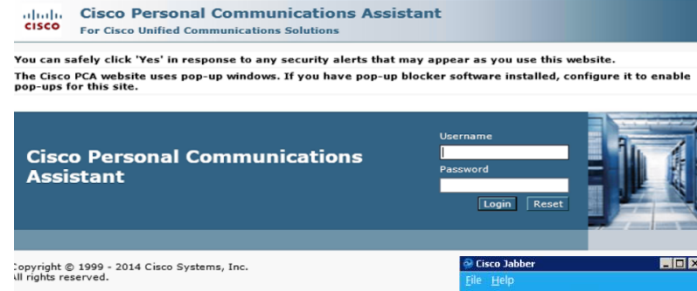 CISCO
Cisco Personal Communications Assistant
For Cisco Unified Communications Solutions
You can safely click 'Yes' in response to any security alerts that may appear as you use this website.
The Cisco PCA website uses pop-up windows. If you have pop-up blocker software installed, configure it to enable
pop-ups for this site.
Cisco Personal Communications
Assistant
Username
Password
Login Reset
Copyright © 1999 - 2014 Cisco Systems, Inc.
All rights reserved.
Cisco Jabber
File Help